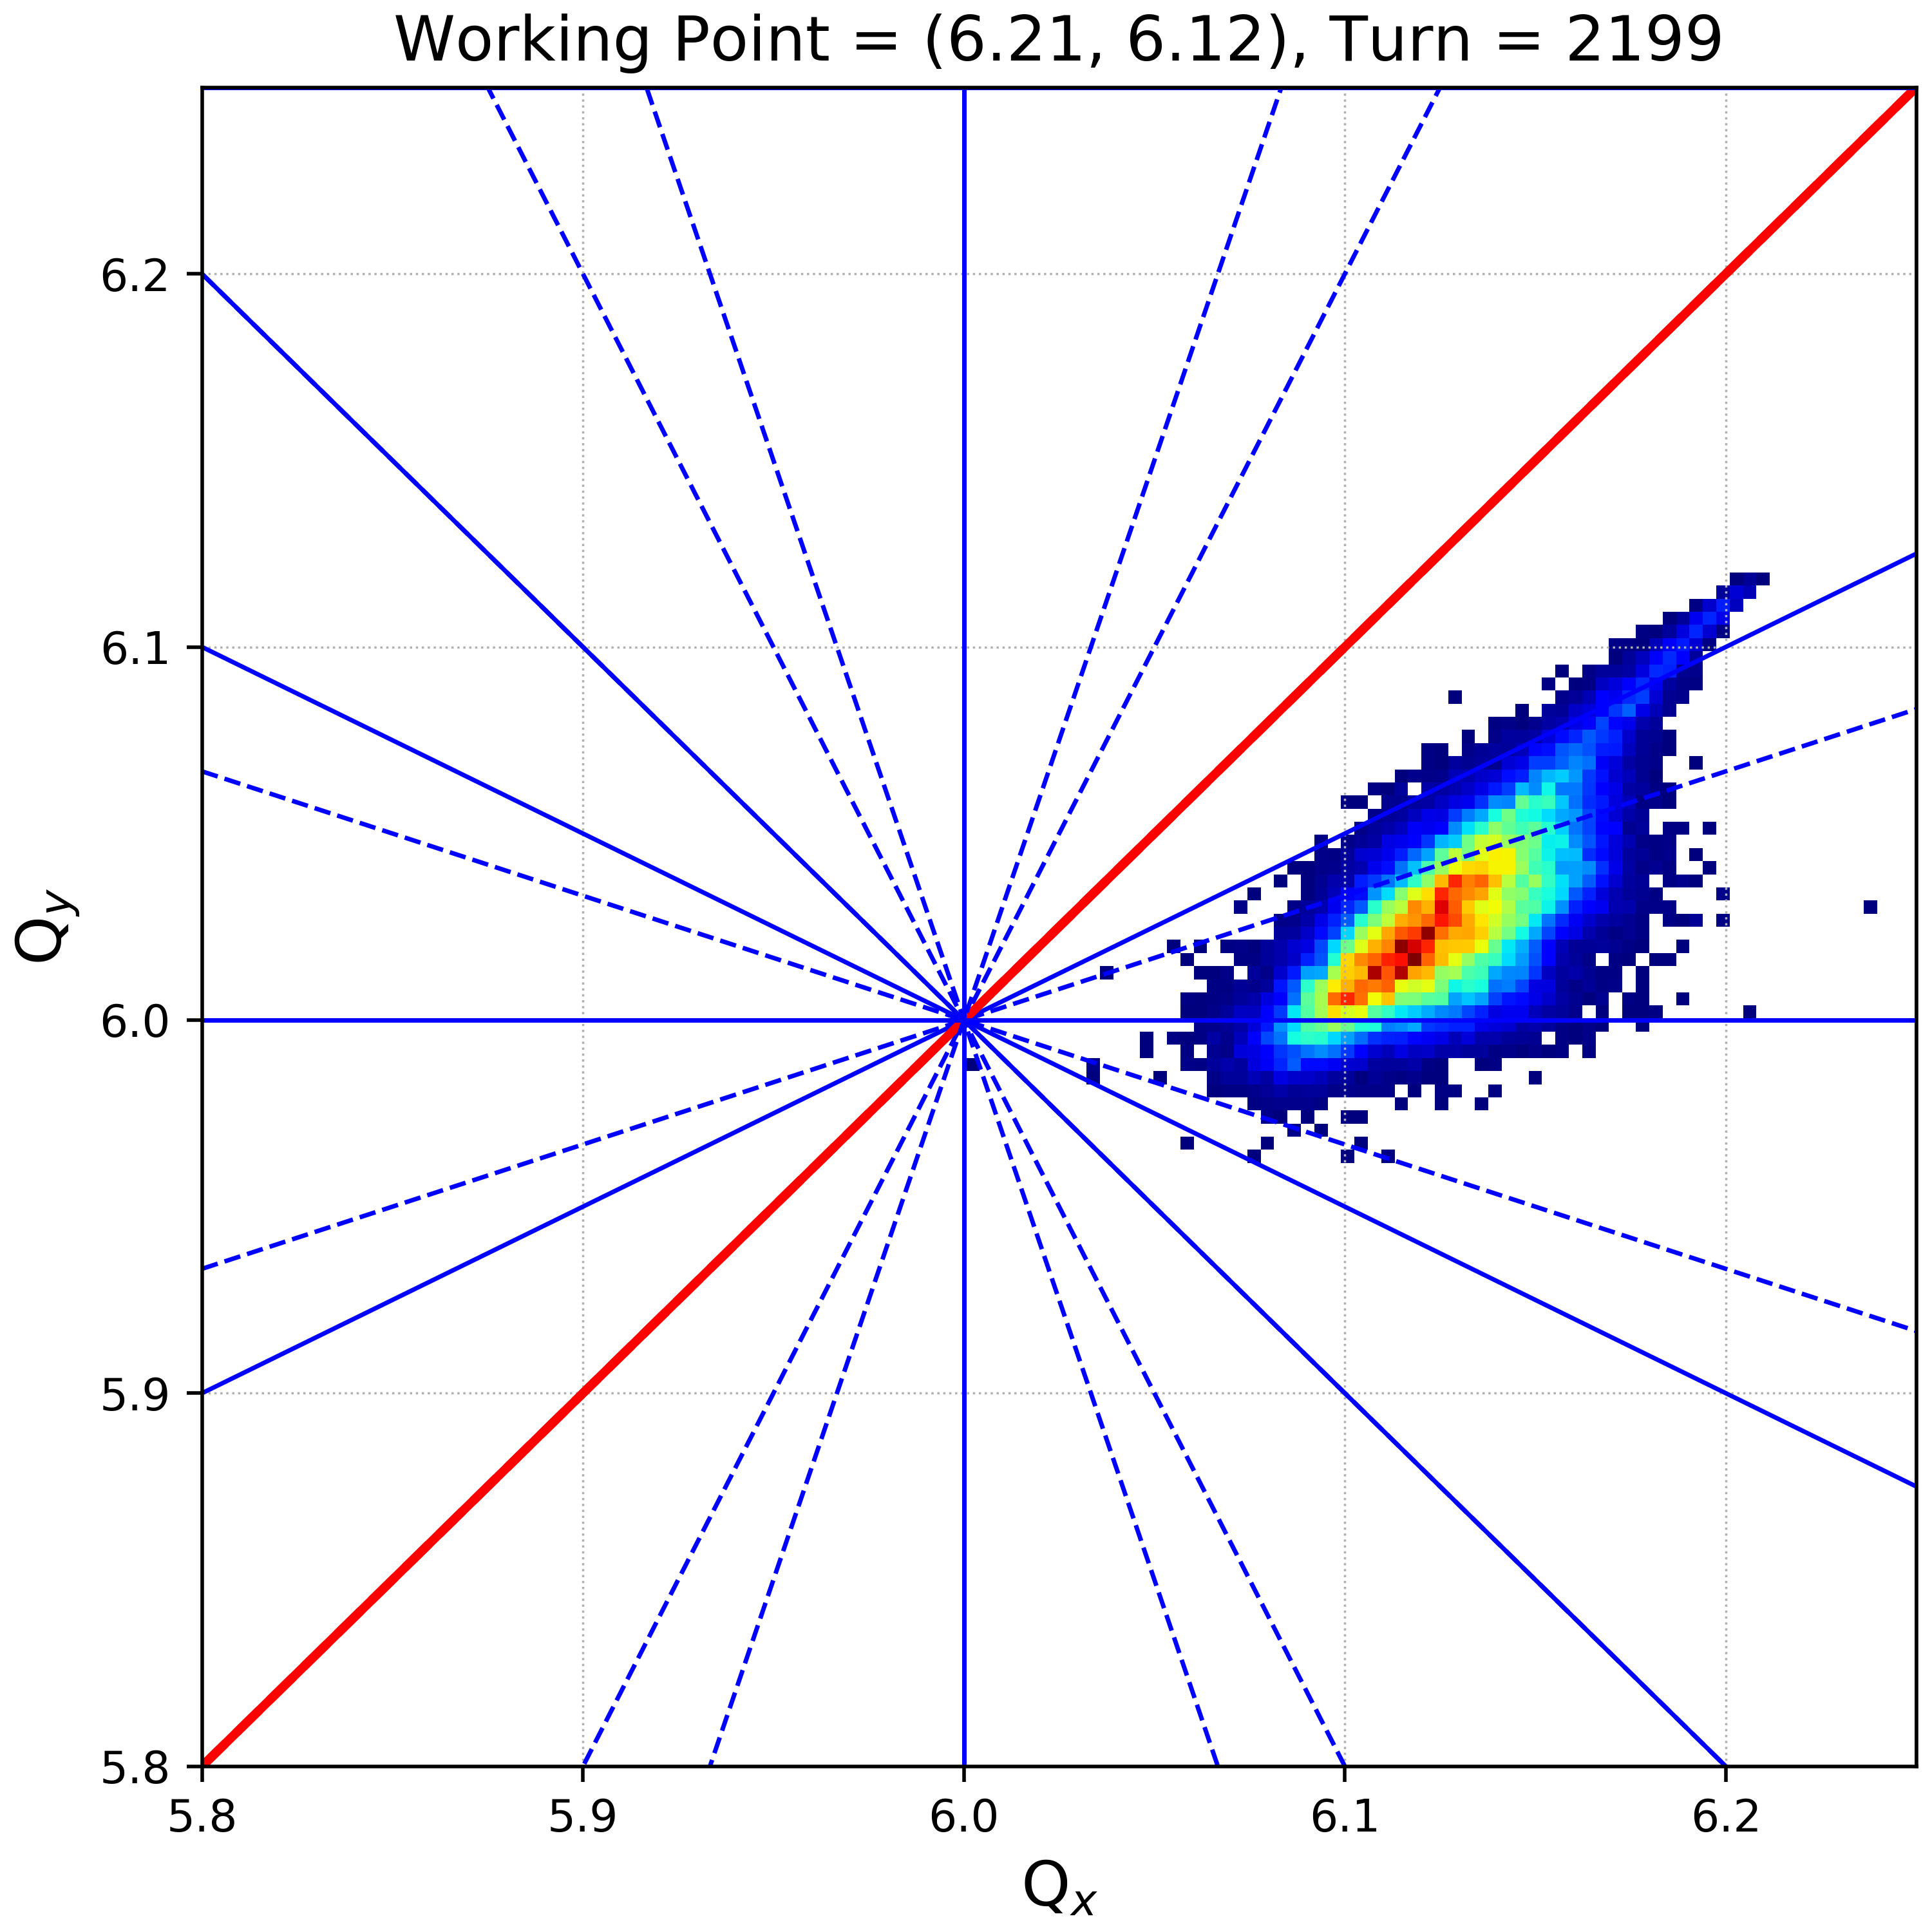 Working Point = (6.21, 6.12), Turn = 2199
Qy
6.2
6.1
6.0
5.9
5.8
5.8 5.9 6.0 6.1 6.2
Qx